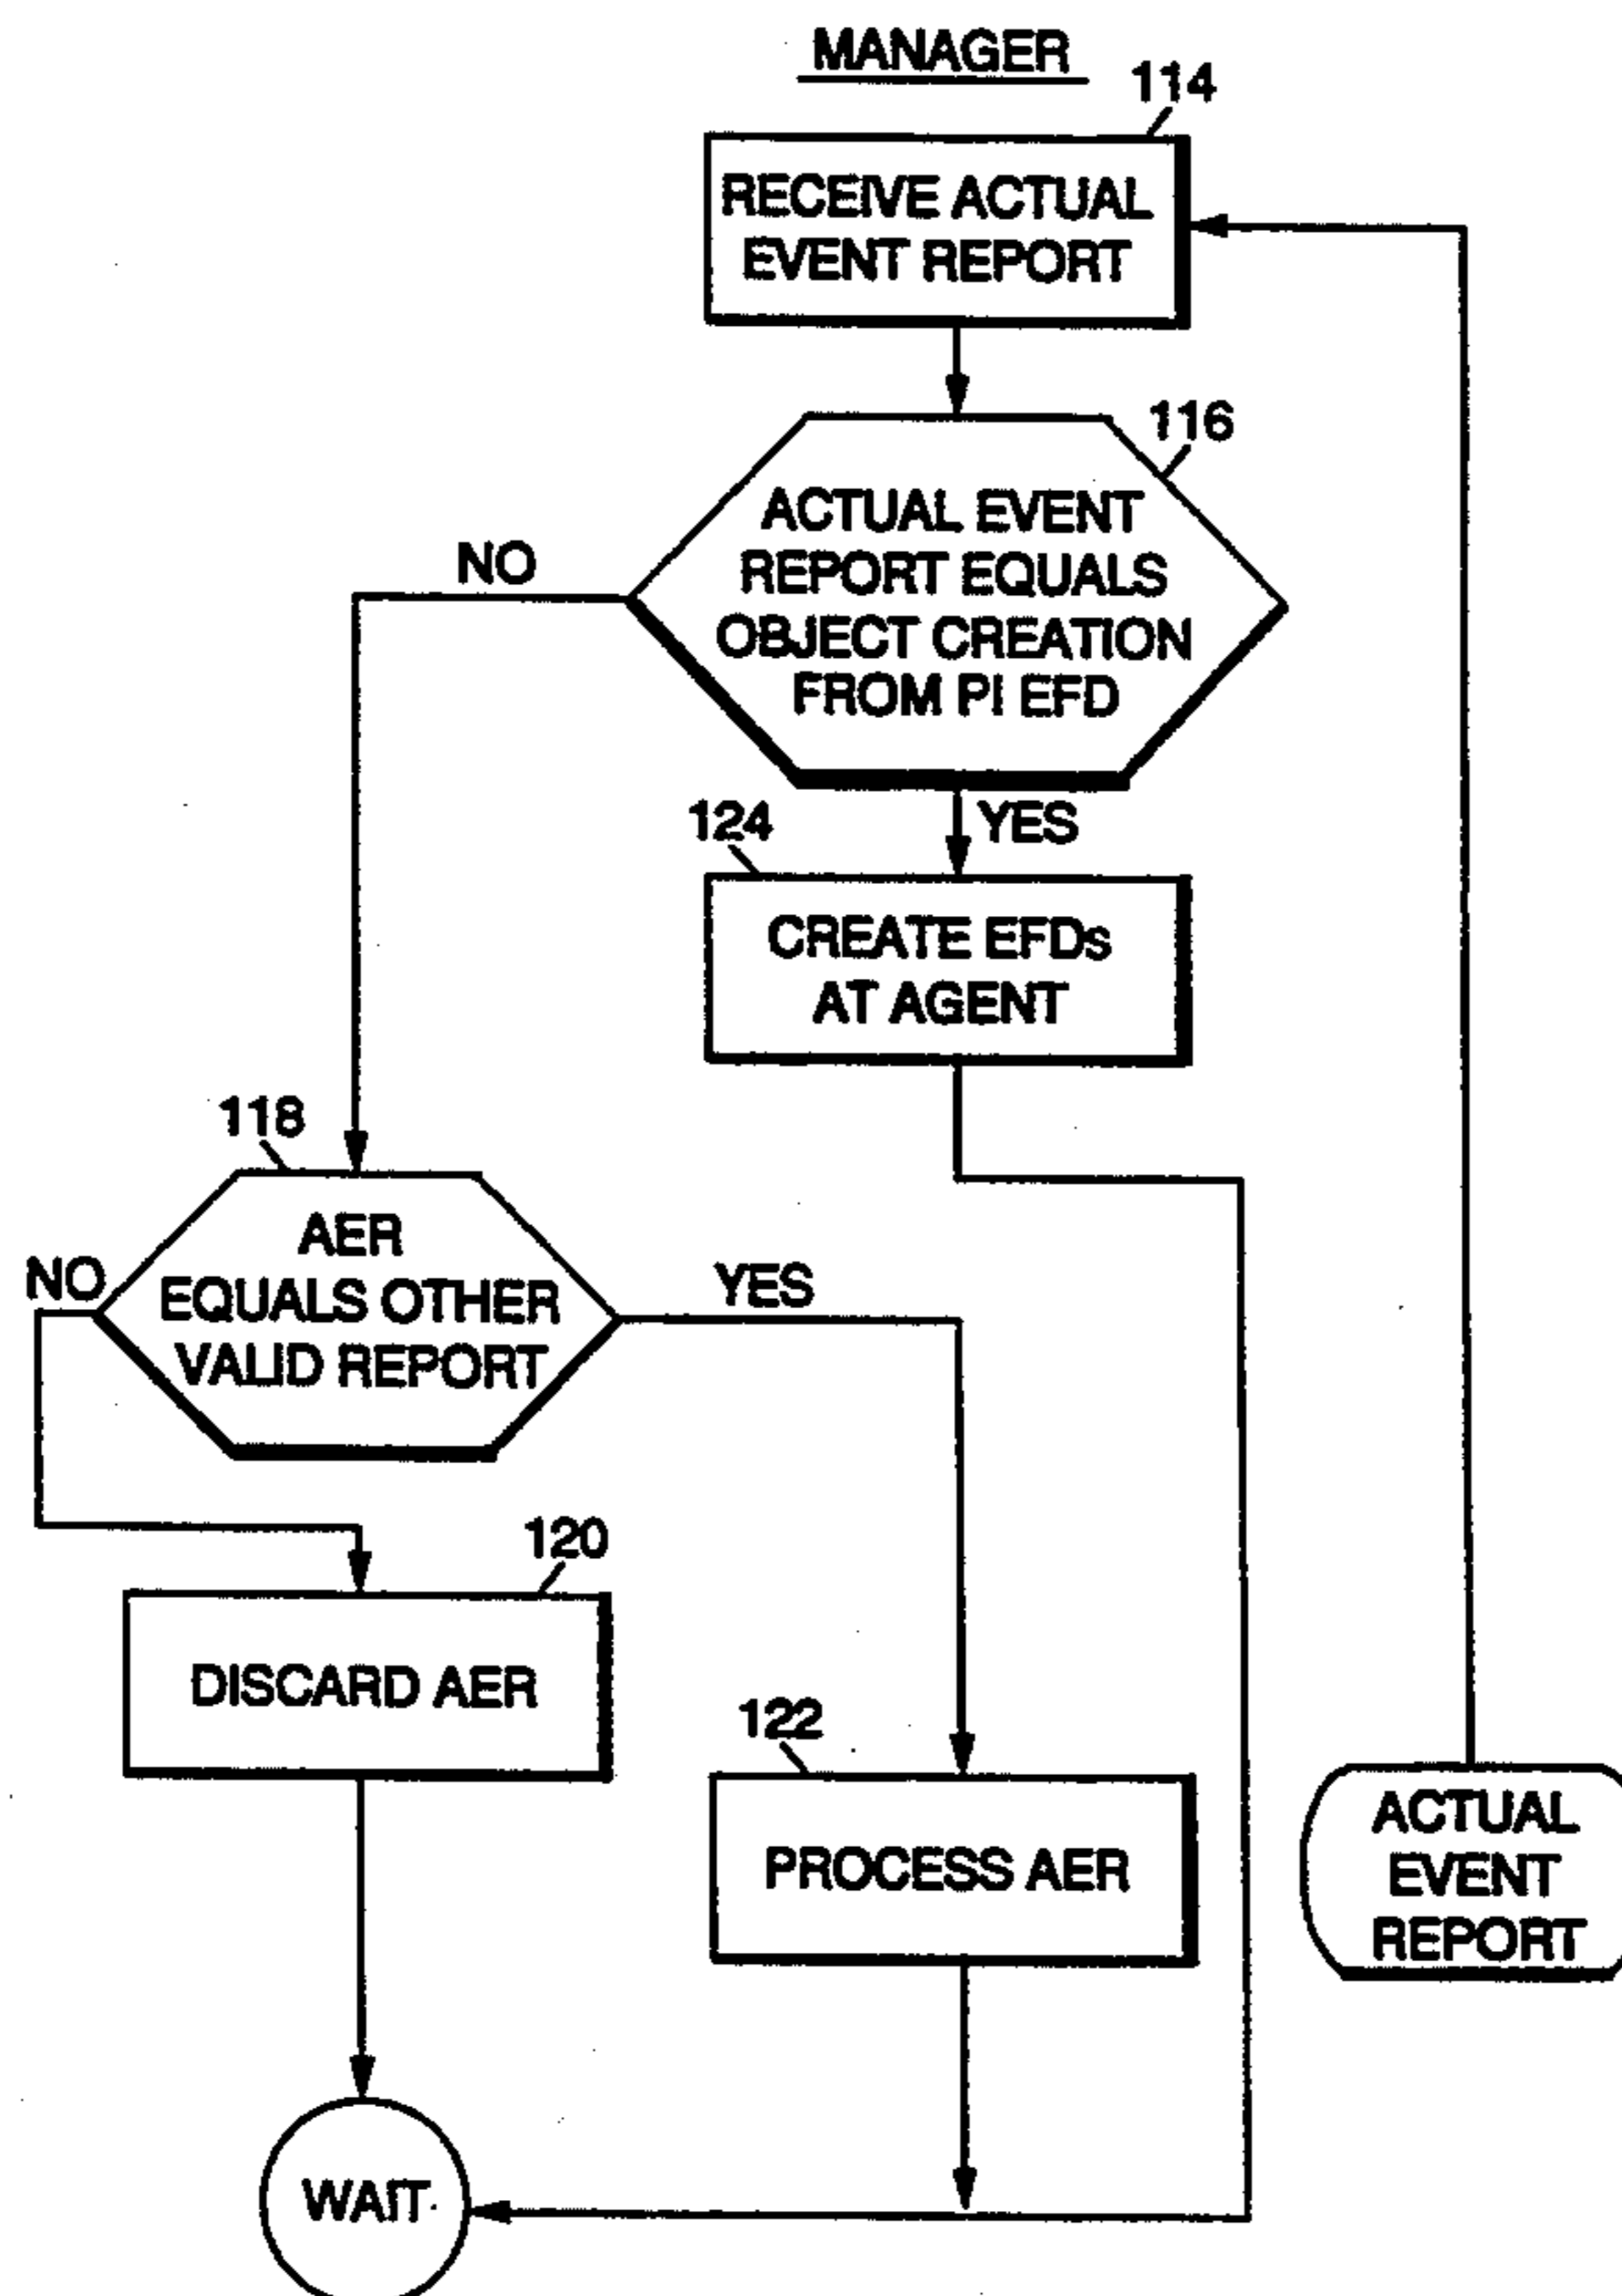 MANAGER
114
RECEIVE ACTUAL
EVENT REPORT
116
ACTUAL EVENT
REPORT EQUALS
OBJECT CREATION
FROM PI EFD
NO
YES
124
CREATE EFDs
AT AGENT
118
AER
EQUALS OTHER
VALID REPORT
NO
YES
120
DISCARD AER
122
PROCESS AER
ACTUAL
EVENT
REPORT
WAIT